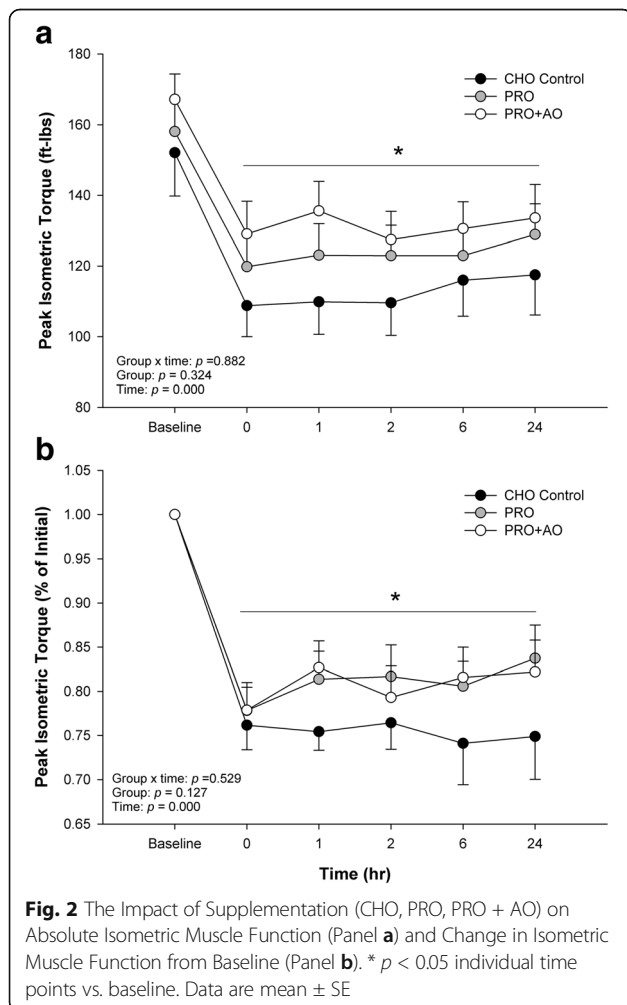 a
180
160
140
120
100
80
Peak Isometric Torque (ft-lbs)
CHO Control
PRO
PRO+AO
*
Group x time: p =0.882
Group: p = 0.324
Time: p = 0.000
Baseline 0 1 2 6 24
b
1.05
1.00
0.95
0.90
0.85
0.80
0.75
0.70
0.65
Peak Isometric Torque (% of Initial)
CHO Control
PRO
PRO+AO
*
Group x time: p =0.529
Group: p = 0.127
Time: p = 0.000
Baseline 0 1 2 6 24
Time (hr)
Fig. 2 The Impact of Supplementation (CHO, PRO, PRO + AO) on
Absolute Isometric Muscle Function (Panel a) and Change in Isometric
Muscle Function from Baseline (Panel b). * p < 0.05 individual time
points vs. baseline. Data are mean ± SE